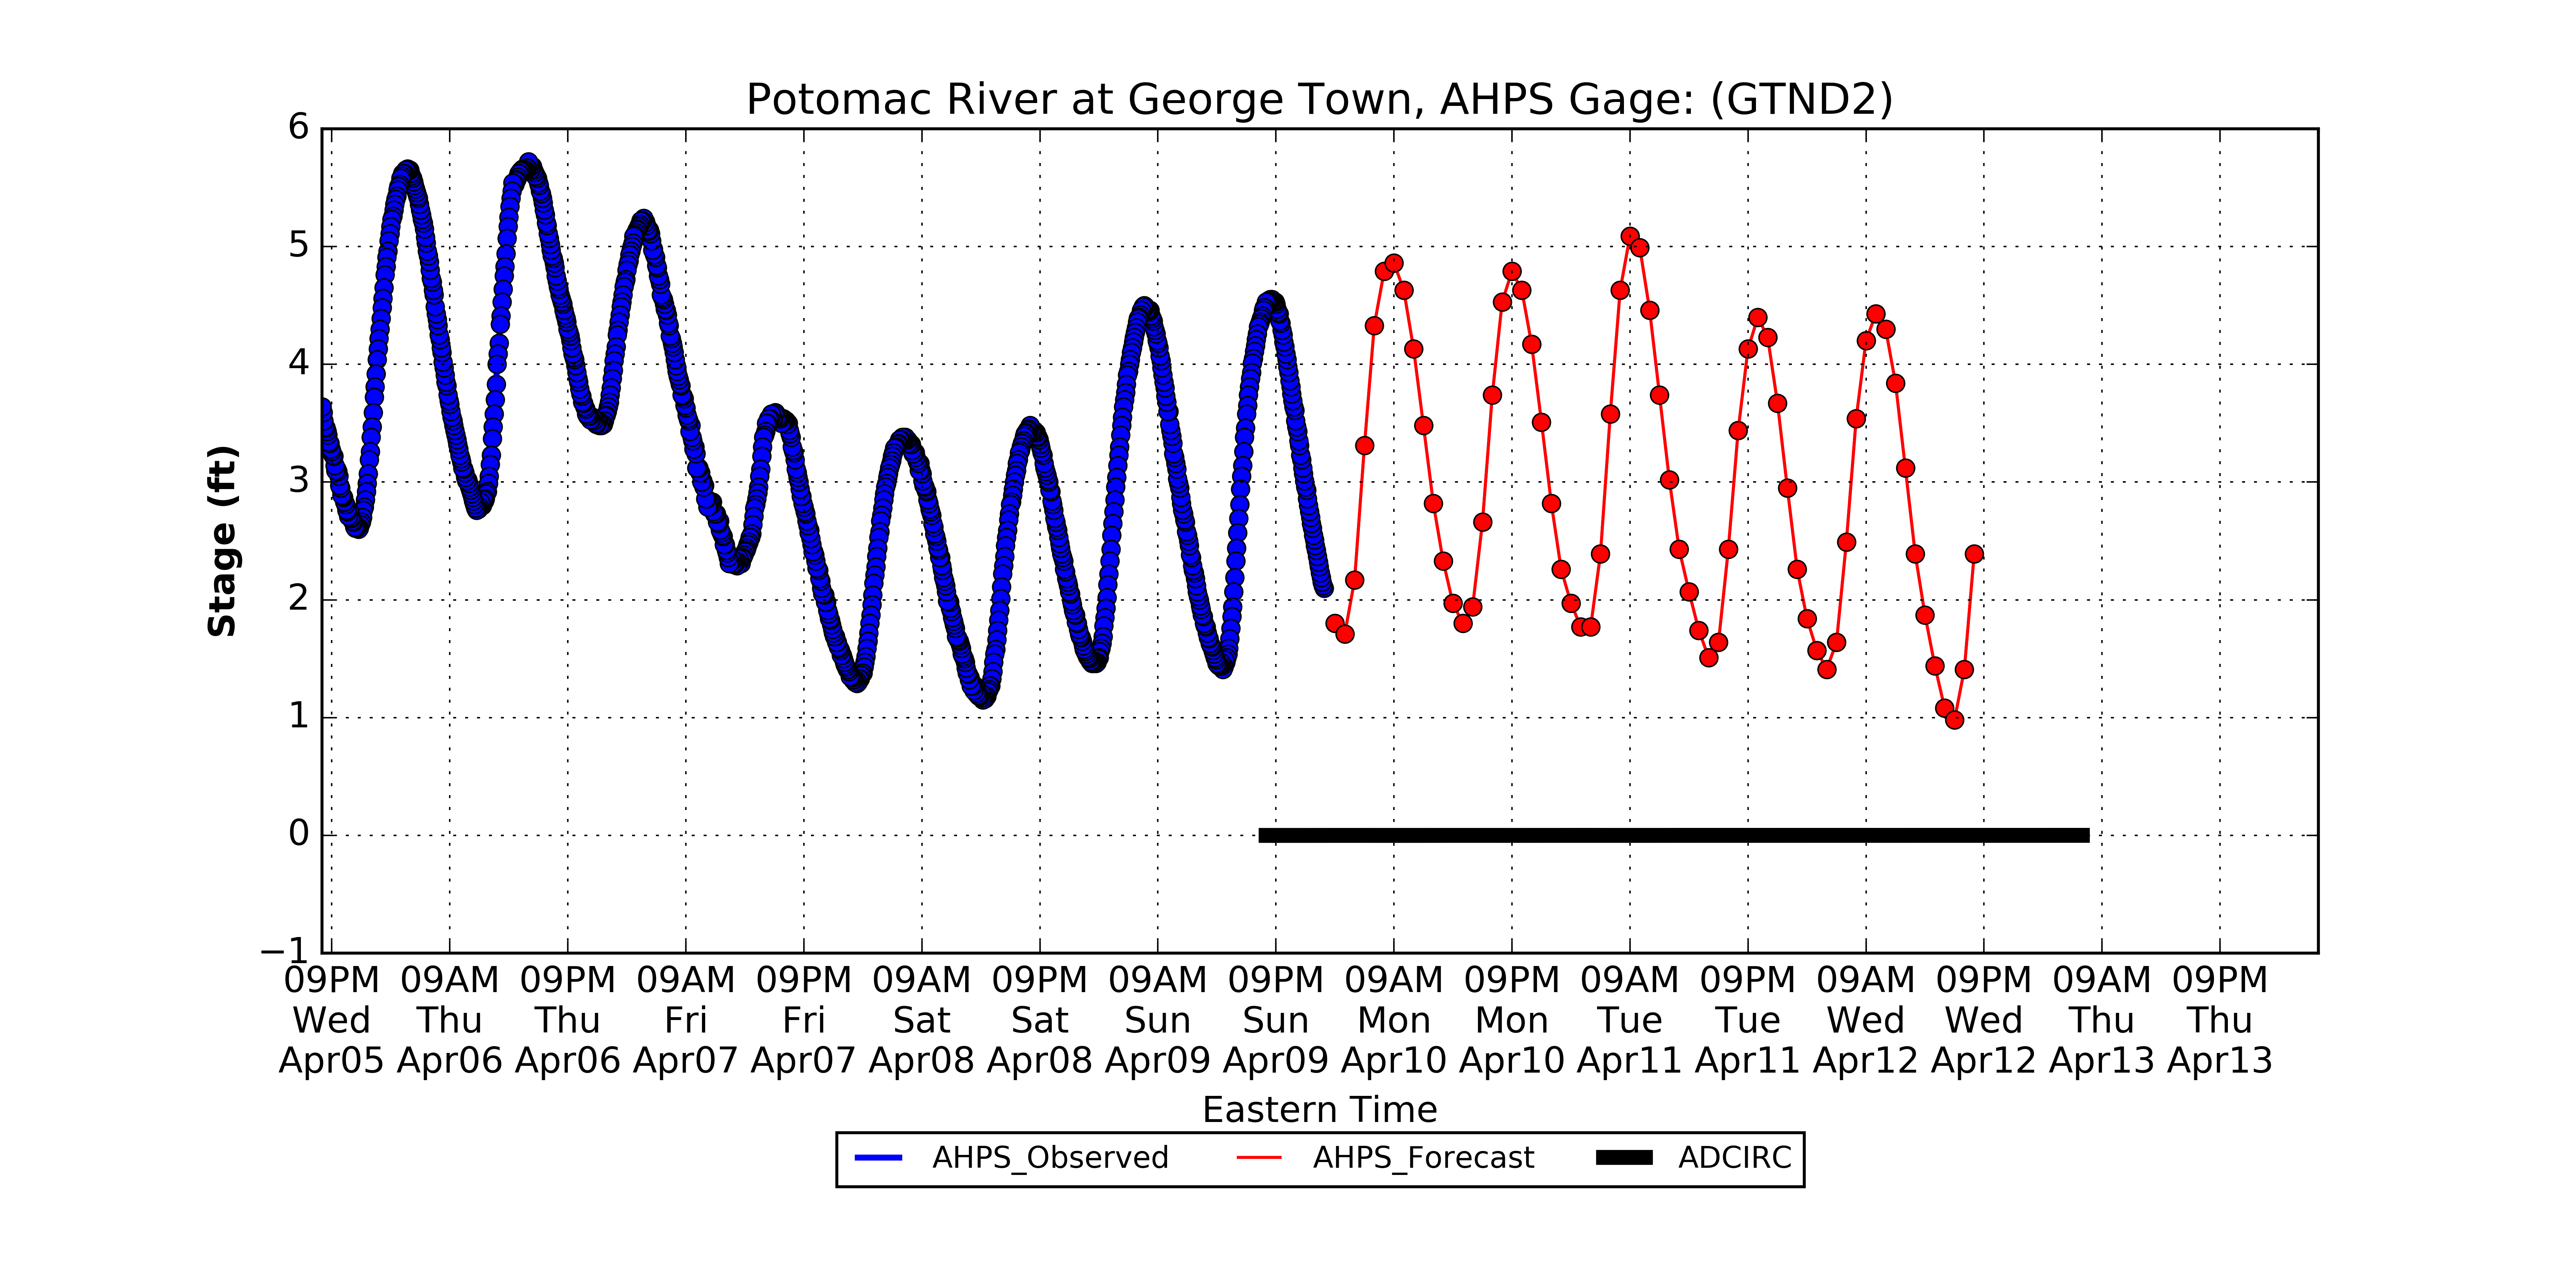 Potomac River at George Town, AHPS Gage: (GTND2)
Stage (ft)
6
5
4
3
2
1
0
−1
09PM 09AM 09PM 09AM 09PM 09AM 09PM 09AM 09PM 09AM 09PM 09AM 09PM 09AM 09PM 09AM 09PM
Wed Thu Thu Fri Fri Sat Sat Sun Sun Mon Mon Tue Tue Wed Wed Thu Thu
Apr05 Apr06 Apr06 Apr07 Apr07 Apr08 Apr08 Apr09 Apr09 Apr10 Apr10 Apr11 Apr11 Apr12 Apr12 Apr13 Apr13
Eastern Time
AHPS_Observed AHPS_Forecast ADCIRC